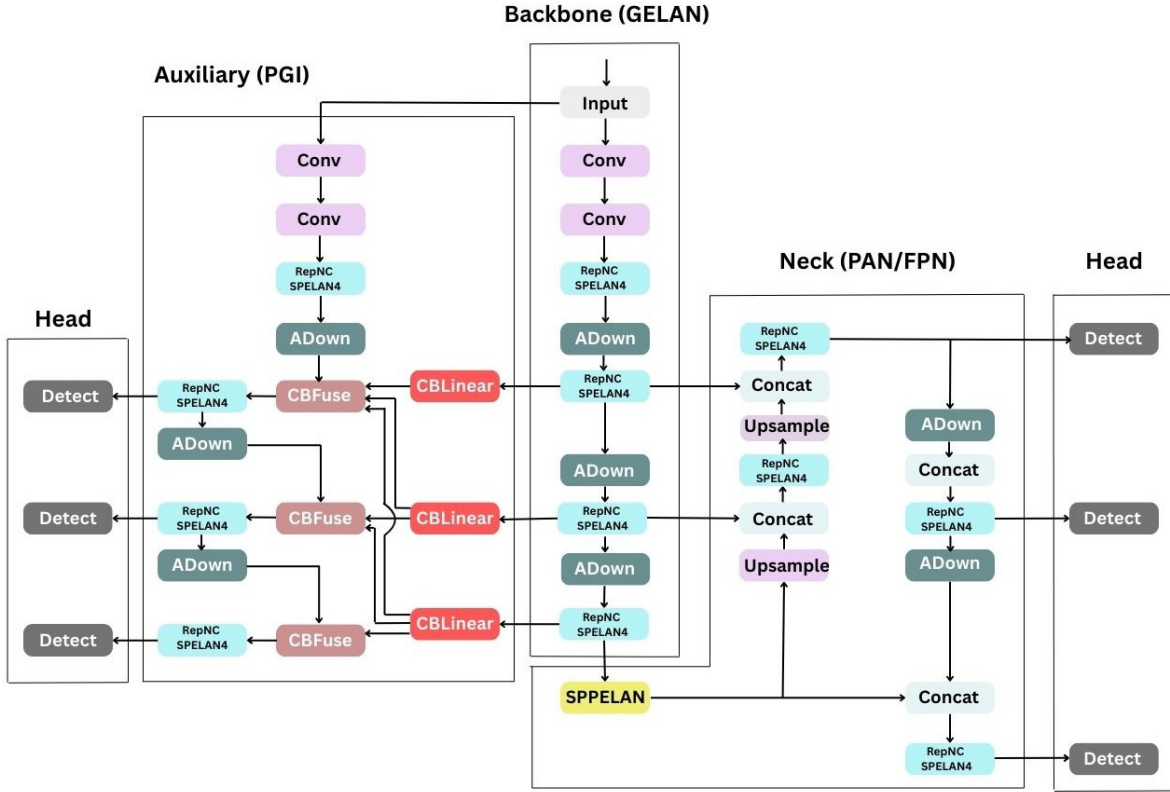 Backbone (GELAN)
Auxiliary (PGI)
Input
Conv
Conv
Conv
Conv
Neck (PAN/FPN)
Head
RepNC
SPELAN4
RepNC
SPELAN4
Head
ADown
ADown
RepNC
SPELAN4
Detect
Detect
RepNC
SPELAN4
CBFuse
CBLinear
RepNC
SPELAN4
Concat
ADown
Upsample
ADown
ADown
RepNC
SPELAN4
Concat
Detect
RepNC
SPELAN4
CBFuse
CBLinear
RepNC
SPELAN4
Concat
RepNC
SPELAN4
Detect
ADown
ADown
Upsample
ADown
Detect
RepNC
SPELAN4
CBFuse
CBLinear
RepNC
SPELAN4
SPPELAN
Concat
RepNC
SPELAN4
Detect